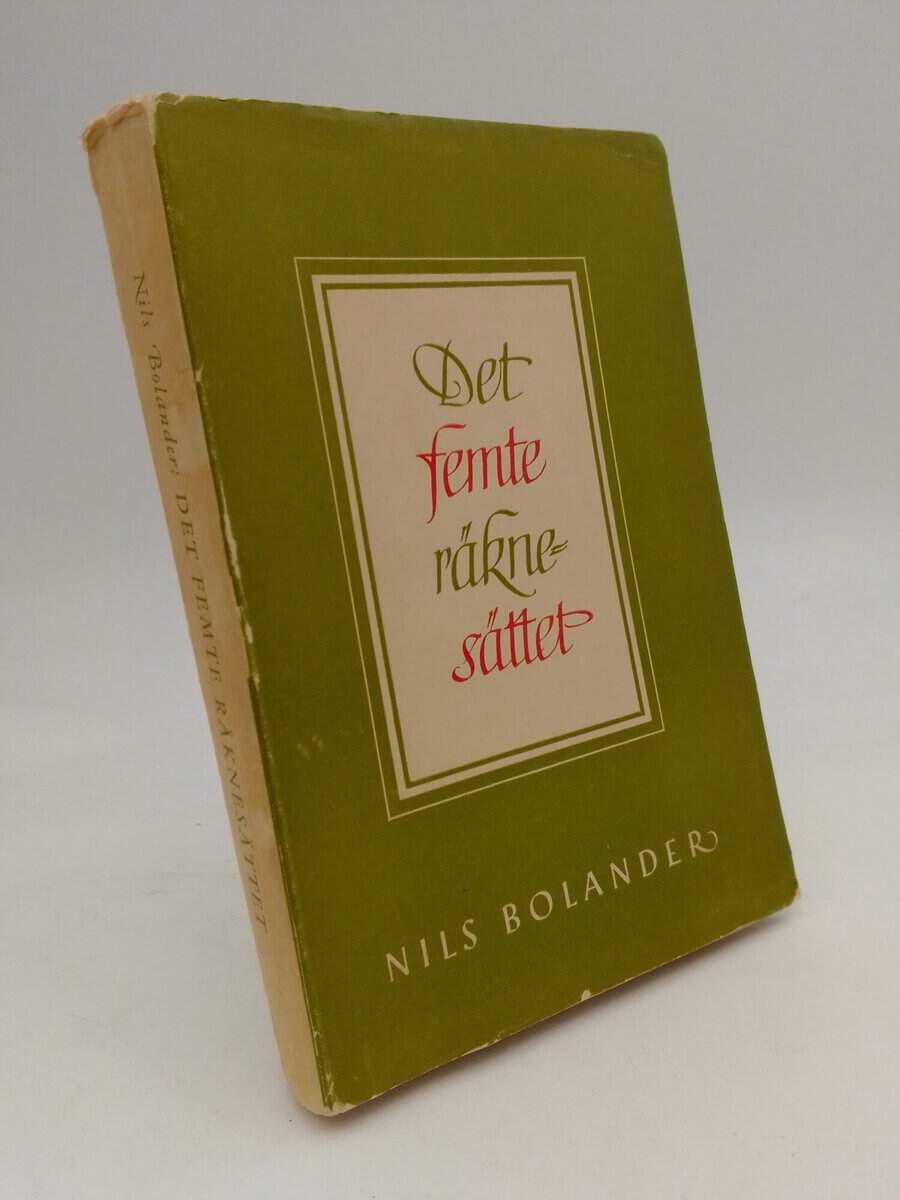 Det
femte
räkne=
sättet
NILS BOLANDER
Nils Bolander: DET FEMTE RÄKNESÄTTET